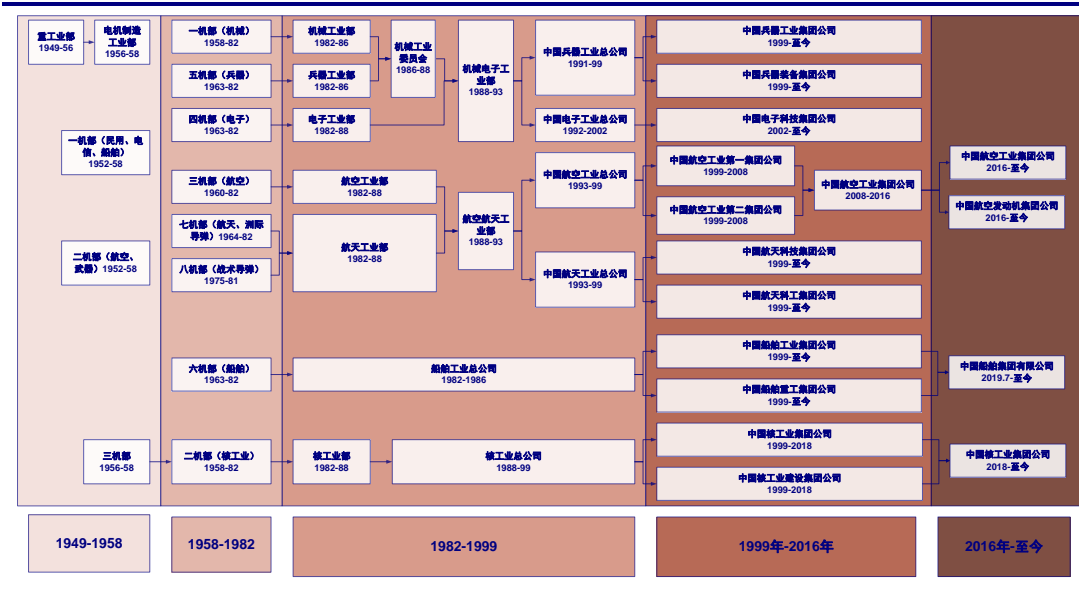 重工业部
1949-56
电机制造
工业部
1956-58
一机部（民用、电
信、船舶）
1952-58
二机部（航空、
武器）1952-58
三机部
1956-58
一机部（机械）
1958-82
五机部（兵器）
1963-82
四机部（电子）
1963-82
三机部（航空）
1960-82
七机部（航天、洲际
导弹）1964-82
八机部（战术导弹）
1975-81
六机部（船舶）
1963-82
二机部（核工业）
1958-82
机械工业部
1982-86
兵器工业部
1982-86
电子工业部
1982-88
机械工业
委员会
1986-88
机械电子工
业部
1988-93
航空工业部
1982-88
航天工业部
1982-88
航空航天工
业部
1988-93
中国兵器工业总公司
1991-99
中国电子工业总公司
1992-2002
中国航空工业总公司
1993-99
中国航天工业总公司
1993-99
船舶工业总公司
1982-1986
核工业部
1982-88
核工业总公司
1988-99
中国兵器工业集团公司
1999-至今
中国兵器装备集团公司
1999-至今
中国电子科技集团公司
2002-至今
中国航空工业第一集团公司
1999-2008
中国航空工业第二集团公司
1999-2008
中国航空工业集团公司
2008-2016
中国航天科技集团公司
1999-至今
中国航天科工集团公司
1999-至今
中国船舶工业集团公司
1999-至今
中国船舶重工集团公司
1999-至今
中国核工业集团公司
1999-2018
中国核工业建设集团公司
1999-2018
中国航空工业集团公司
2016-至今
中国航空发动机集团公司
2016-至今
中国船舶集团有限公司
2019.7-至今
中国核工业集团公司
2018-至今
1949-1958
1958-1982
1982-1999
1999年-2016年
2016年-至今